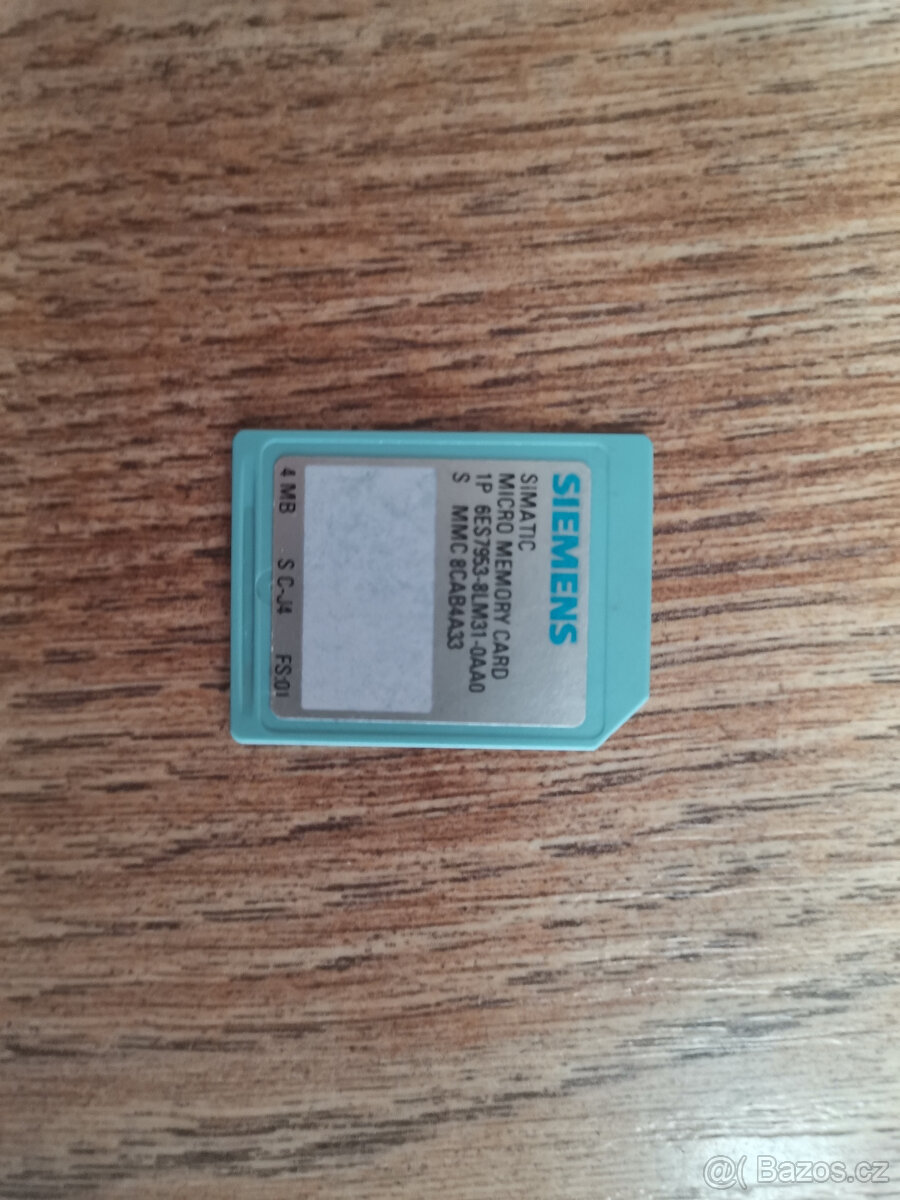 SIEMENS
SIMATIC
MICRO MEMORY CARD
1P 6ES7953-8LM31-0AA0
S MMC 8CAB4A33
4 MB S C-J4 FS:01
@( Bazos.cz